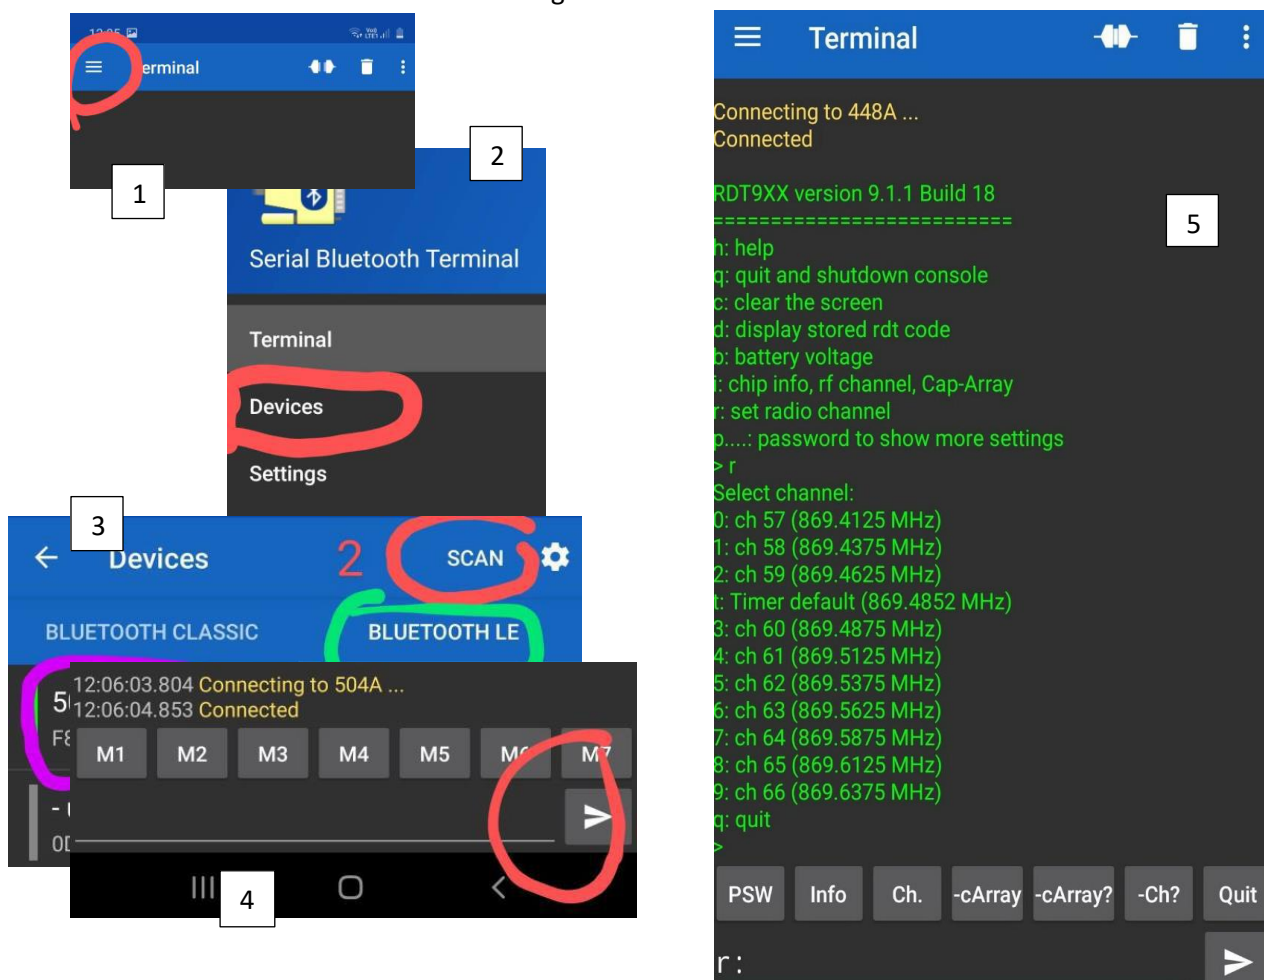 12:05
Terminal
1
2
Serial Bluetooth Terminal
Terminal
Devices
Settings
3
Devices
2
SCAN
BLUETOOTH CLASSIC
BLUETOOTH LE
12:06:03.804 Connecting to 504A ...
12:06:04.853 Connected
M1 M2 M3 M4 M5 M6 M7
4
Terminal
Connecting to 448A ...
Connected
RDT9XX version 9.1.1 Build 18
==========================
5
h: help
q: quit and shutdown console
c: clear the screen
d: display stored rdt code
b: battery voltage
i: chip info, rf channel, Cap-Array
r: set radio channel
p....: password to show more settings
> r
Select channel:
0: ch 57 (869.4125 MHz)
1: ch 58 (869.4375 MHz)
2: ch 59 (869.4625 MHz)
t: Timer default (869.4852 MHz)
3: ch 60 (869.4875 MHz)
4: ch 61 (869.5125 MHz)
5: ch 62 (869.5375 MHz)
6: ch 63 (869.5625 MHz)
7: ch 64 (869.5875 MHz)
8: ch 65 (869.6125 MHz)
9: ch 66 (869.6375 MHz)
q: quit
>
PSW Info Ch. -cArray -cArray? -Ch? Quit
r: